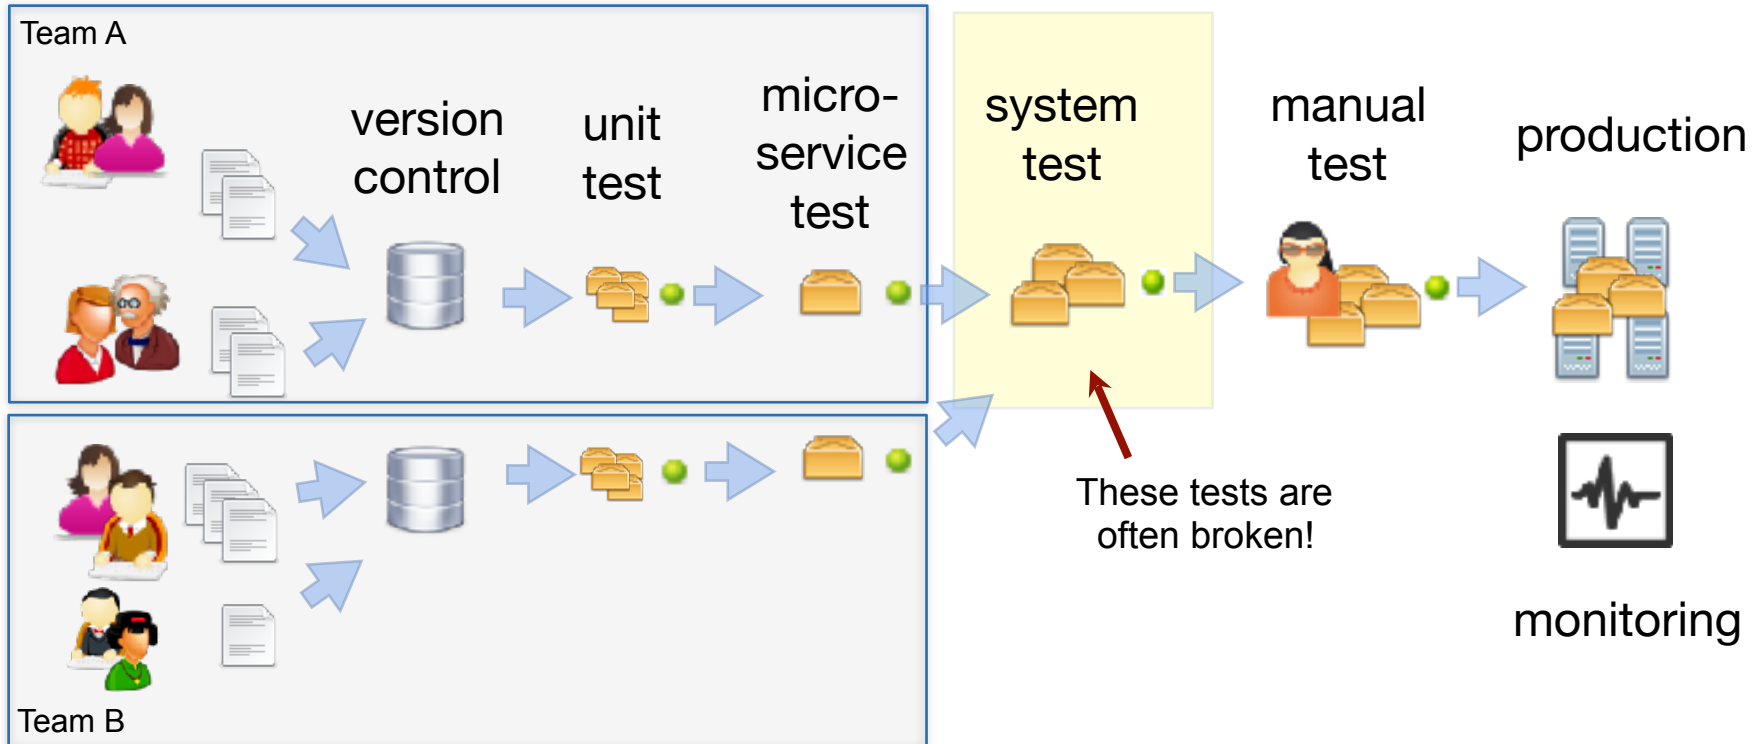 Team A
version
control
unit
test
micro-
service
test
system
test
manual
test
production
These tests are
often broken!
monitoring
Team B